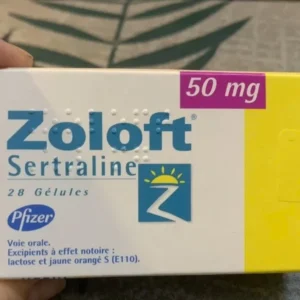 50 mg
Zoloft®
Sertraline
28 Gélules
Pfizer
Voie orale.
Excipients à effet notoire :
lactose et jaune orangé S (E110).